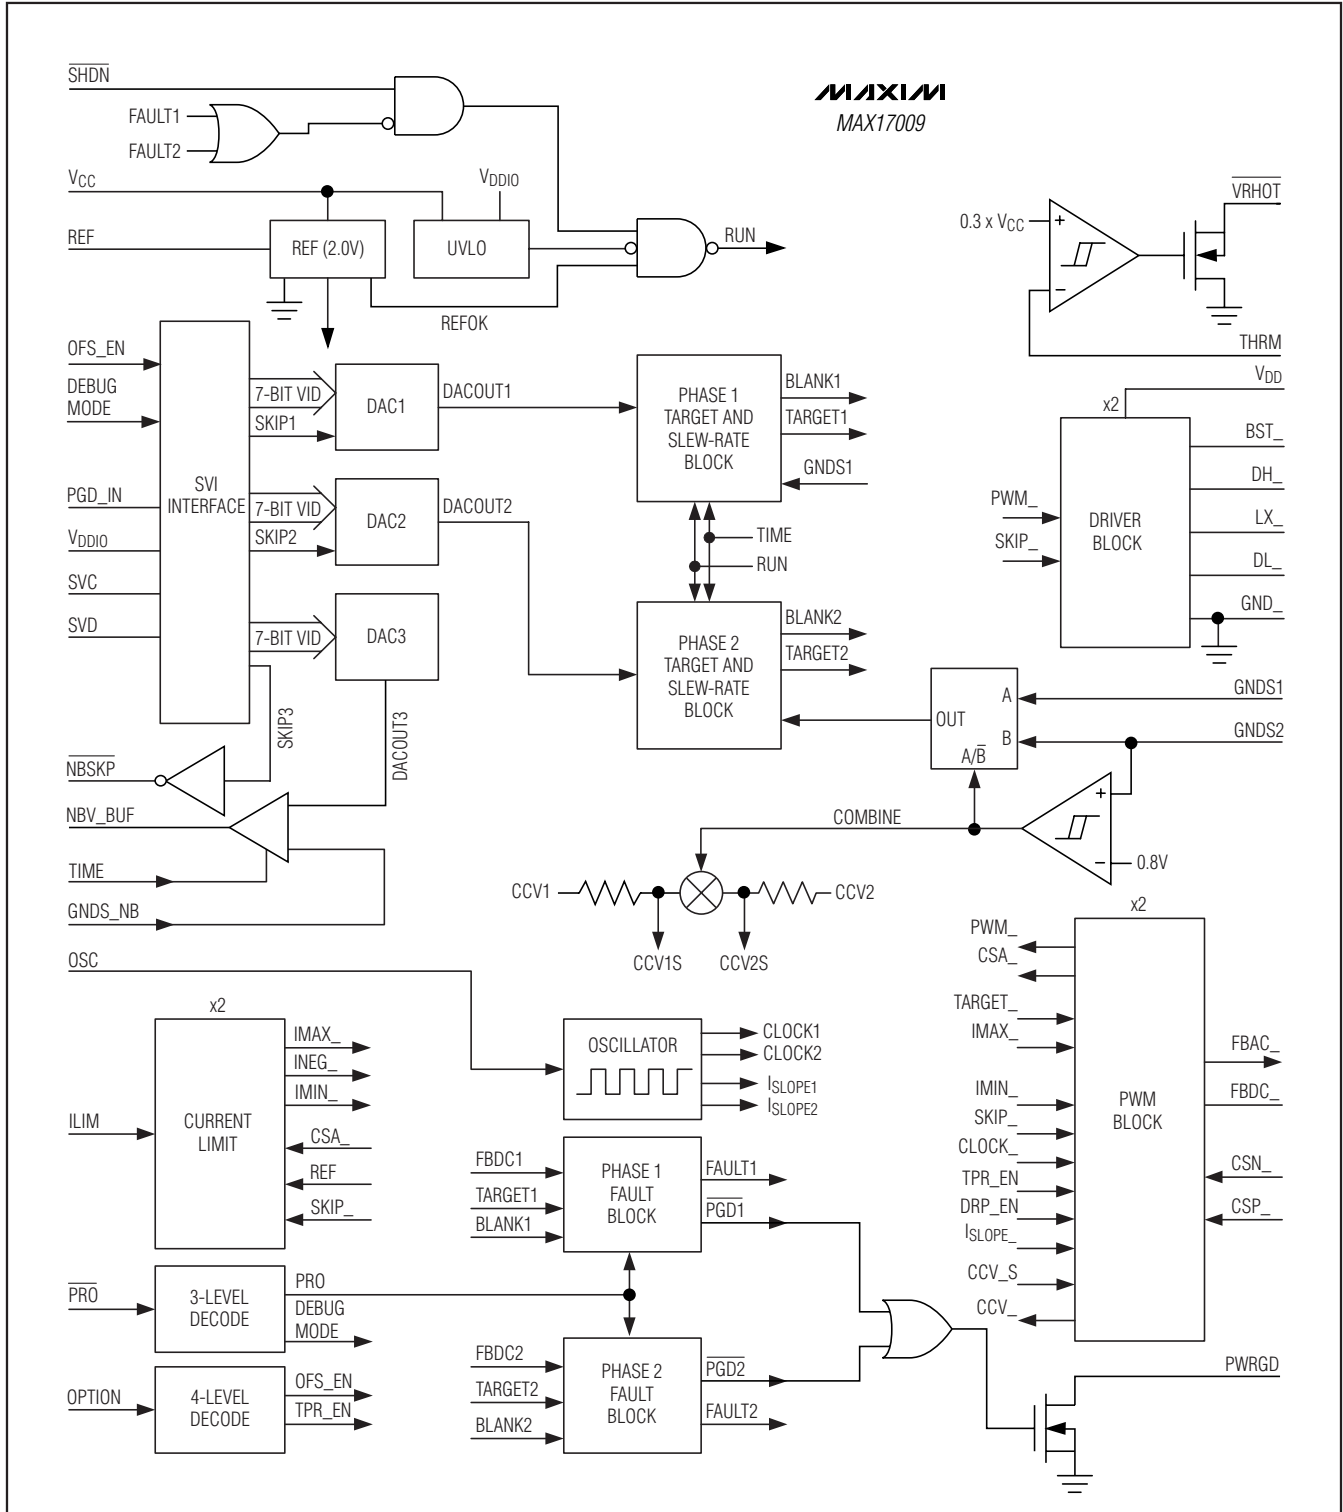 SHDN
FAULT1
FAULT2
MAXIM
MAX17009
VCC
VDDIO
REF
REF (2.0V)
UVLO
RUN
REFOK
0.3 x VCC
+
−
VRHOT
THRM
OFS_EN
DEBUG
MODE
PGD_IN
VDDIO
SVC
SVD
SVI
INTERFACE
7-BIT VID
SKIP1
DAC1
DACOUT1
7-BIT VID
SKIP2
DAC2
DACOUT2
7-BIT VID
DAC3
SKIP3
DACOUT3
PHASE 1
TARGET AND
SLEW-RATE
BLOCK
BLANK1
TARGET1
GNDS1
TIME
RUN
PHASE 2
TARGET AND
SLEW-RATE
BLOCK
BLANK2
TARGET2
VDD
x2
PWM_
SKIP_
DRIVER
BLOCK
BST_
DH_
LX_
DL_
GND_
OUT
A
B
A/B
GNDS1
GNDS2
+
−
0.8V
COMBINE
NBSKP
NBV_BUF
TIME
GNDS_NB
CCV1
CCV2
CCV1S
CCV2S
OSC
OSCILLATOR
CLOCK1
CLOCK2
ISLOPE1
ISLOPE2
x2
ILIM
CURRENT
LIMIT
IMAX_
INEG_
IMIN_
CSA_
REF
SKIP_
FBDC1
TARGET1
BLANK1
PHASE 1
FAULT
BLOCK
FAULT1
PGD1
PRO
3-LEVEL
DECODE
PRO
DEBUG
MODE
OPTION
4-LEVEL
DECODE
OFS_EN
TPR_EN
FBDC2
TARGET2
BLANK2
PHASE 2
FAULT
BLOCK
PGD2
FAULT2
x2
PWM_
CSA_
TARGET_
IMAX_
IMIN_
SKIP_
CLOCK_
TPR_EN
DRP_EN
ISLOPE_
CCV_S
CCV_
PWM
BLOCK
FBAC_
FBDC_
CSN_
CSP_
PWRGD